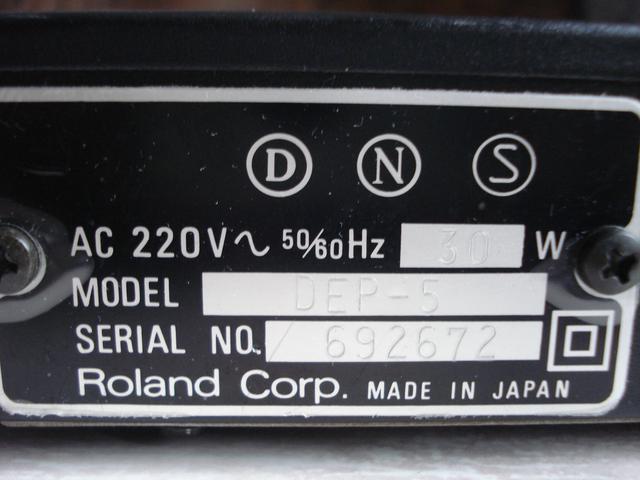 D N S
AC 220V~ 50/60Hz 30 W
MODEL DEP-5
SERIAL NO. / 692672
Roland Corp. MADE IN JAPAN